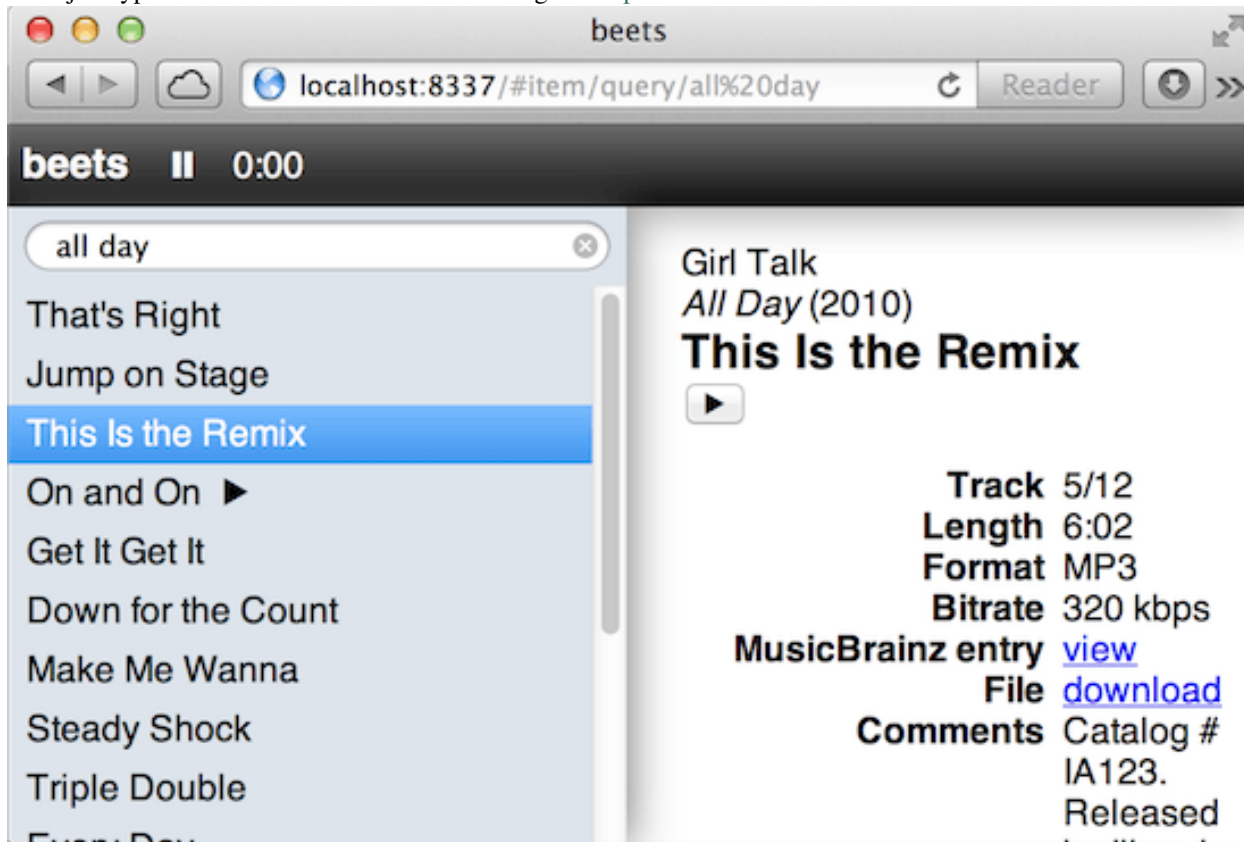 beets
localhost:8337/#item/query/all%20day
Reader
beets
0:00
all day
That's Right
Jump on Stage
This Is the Remix
On and On
Get It Get It
Down for the Count
Make Me Wanna
Steady Shock
Triple Double
Every Day
Girl Talk
All Day (2010)
This Is the Remix
Track 5/12
Length 6:02
Format MP3
Bitrate 320 kbps
MusicBrainz entry view
File download
Comments Catalog #
IA123.
Released